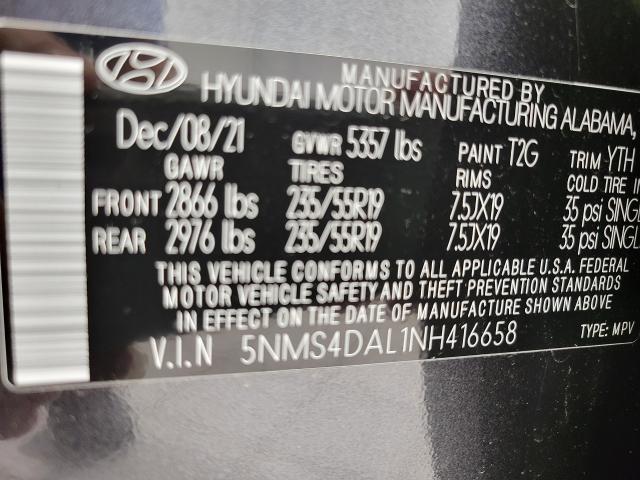 MANUFACTURED BY
HYUNDAI MOTOR MANUFACTURING ALABAMA,
Dec/08/21 GVWR 5357 lbs PAINT T2G TRIM YTH
GAWR TIRES RIMS COLD TIRE
FRONT 2866 lbs 235/55R19 7.5JX19 35 psi SINGL
REAR 2976 lbs 235/55R19 7.5JX19 35 psi SINGL
THIS VEHICLE CONFORMS TO ALL APPLICABLE U.S.A. FEDERAL
MOTOR VEHICLE SAFETY AND THEFT PREVENTION STANDARDS
IN EFFECT ON THE DATE OF MANUFACTURE SHOWN ABOVE
V.I.N 5NMS4DAL1NH416658 TYPE: MPV